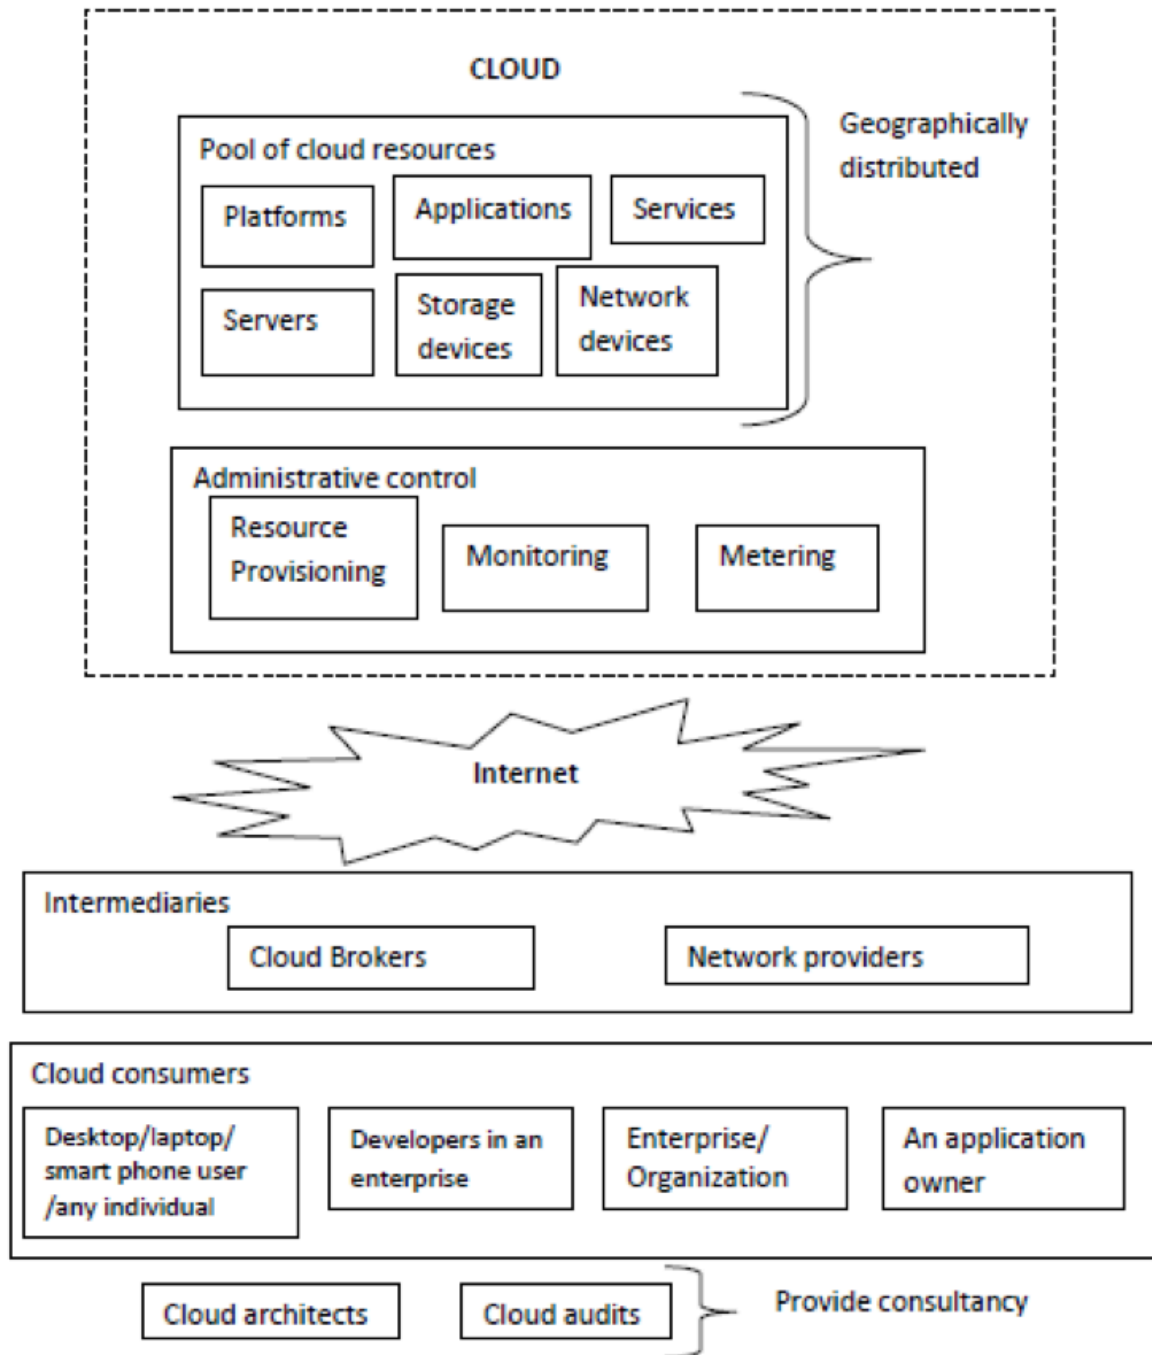 CLOUD
Geographically
distributed
Pool of cloud resources
Platforms
Applications
Services
Servers
Storage
devices
Network
devices
Administrative control
Resource
Provisioning
Monitoring
Metering
Internet
Intermediaries
Cloud Brokers
Network providers
Cloud consumers
Desktop/laptop/
smart phone user
/any individual
Developers in an
enterprise
Enterprise/
Organization
An application
owner
Cloud architects
Cloud audits
Provide consultancy